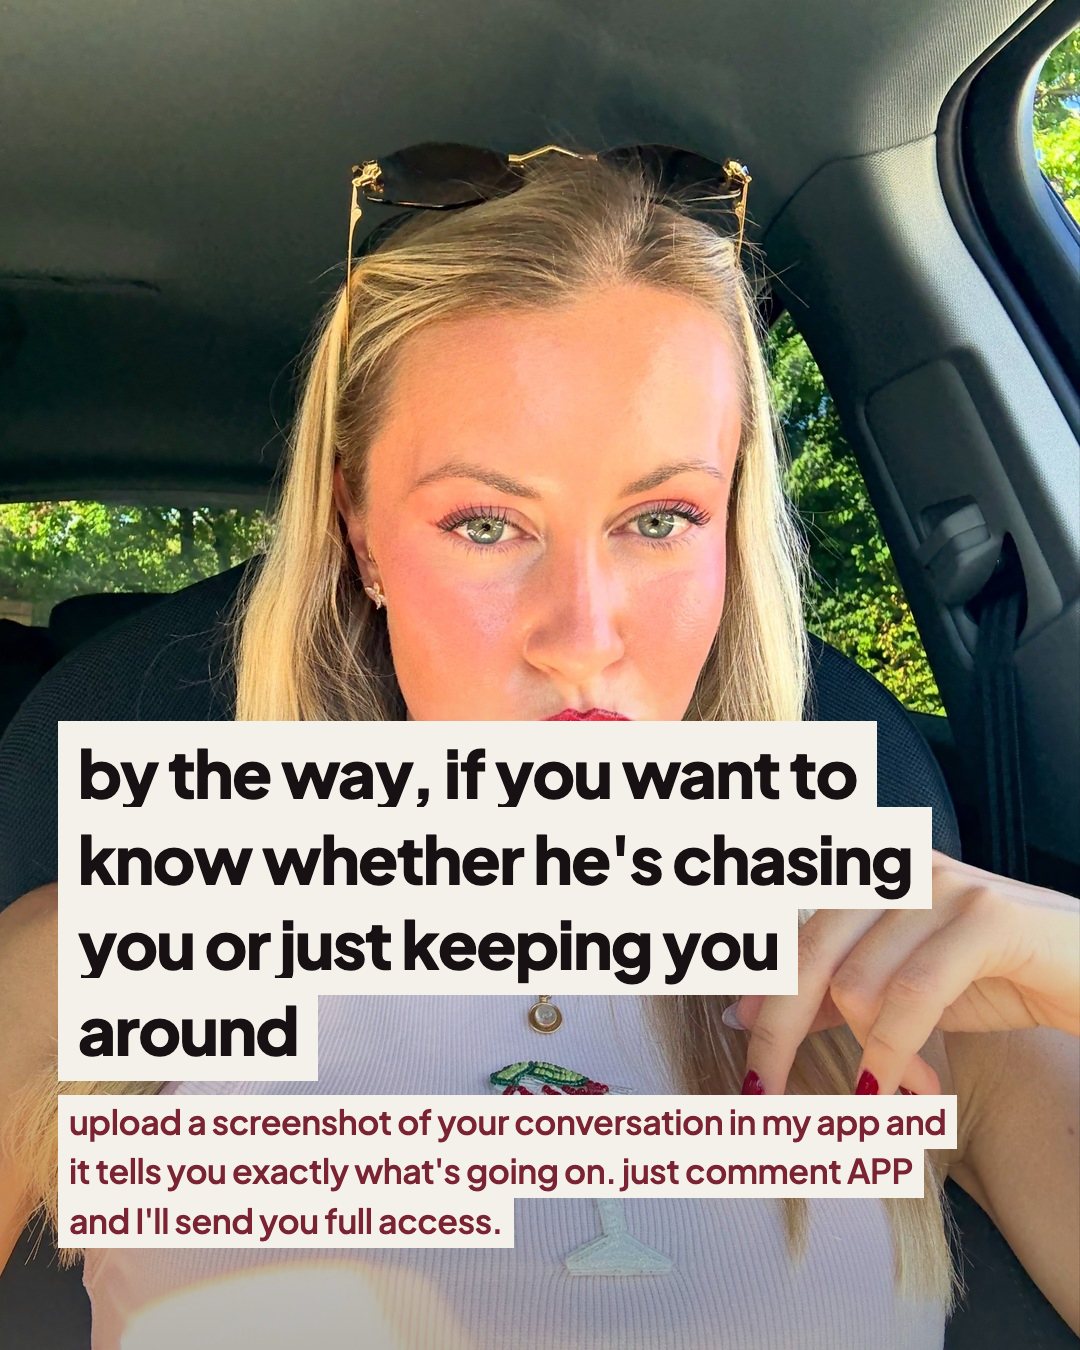 by the way, if you want to
know whether he's chasing
you or just keeping you
around
upload a screenshot of your conversation in my app and
it tells you exactly what's going on. just comment APP
and I'll send you full access.